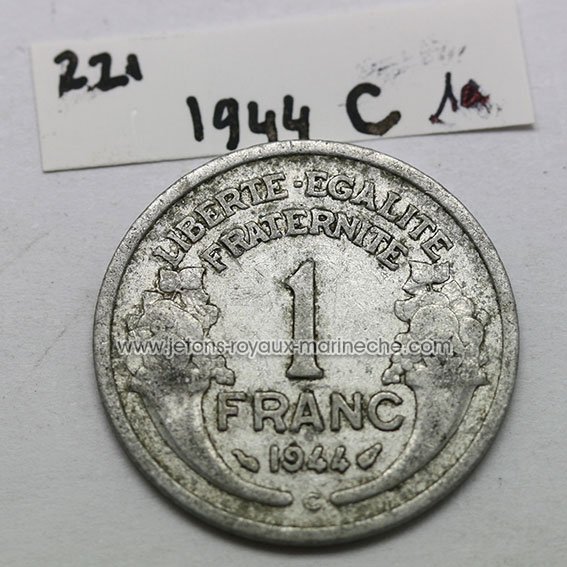 221
1944 C
LIBERTE·EGALITE
FRATERNITE
1
www.jetons-royaux-marineche.com
FRANC
1944
C